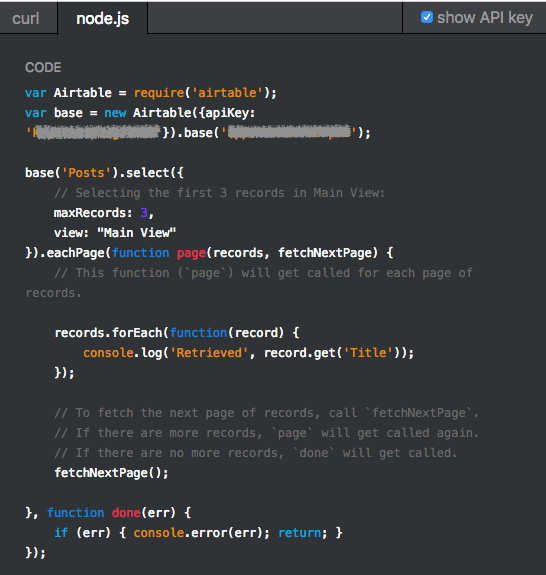 curl
node.js
show API key
CODE
var Airtable = require('airtable');
var base = new Airtable({apiKey:
' }).base(' ');
base('Posts').select({
// Selecting the first 3 records in Main View:
maxRecords: 3,
view: "Main View"
}).eachPage(function page(records, fetchNextPage) {
// This function (`page`) will get called for each page of
records.
records.forEach(function(record) {
console.log('Retrieved', record.get('Title'));
});
// To fetch the next page of records, call `fetchNextPage`.
// If there are more records, `page` will get called again.
// If there are no more records, `done` will get called.
fetchNextPage();
}, function done(err) {
if (err) { console.error(err); return; }
});